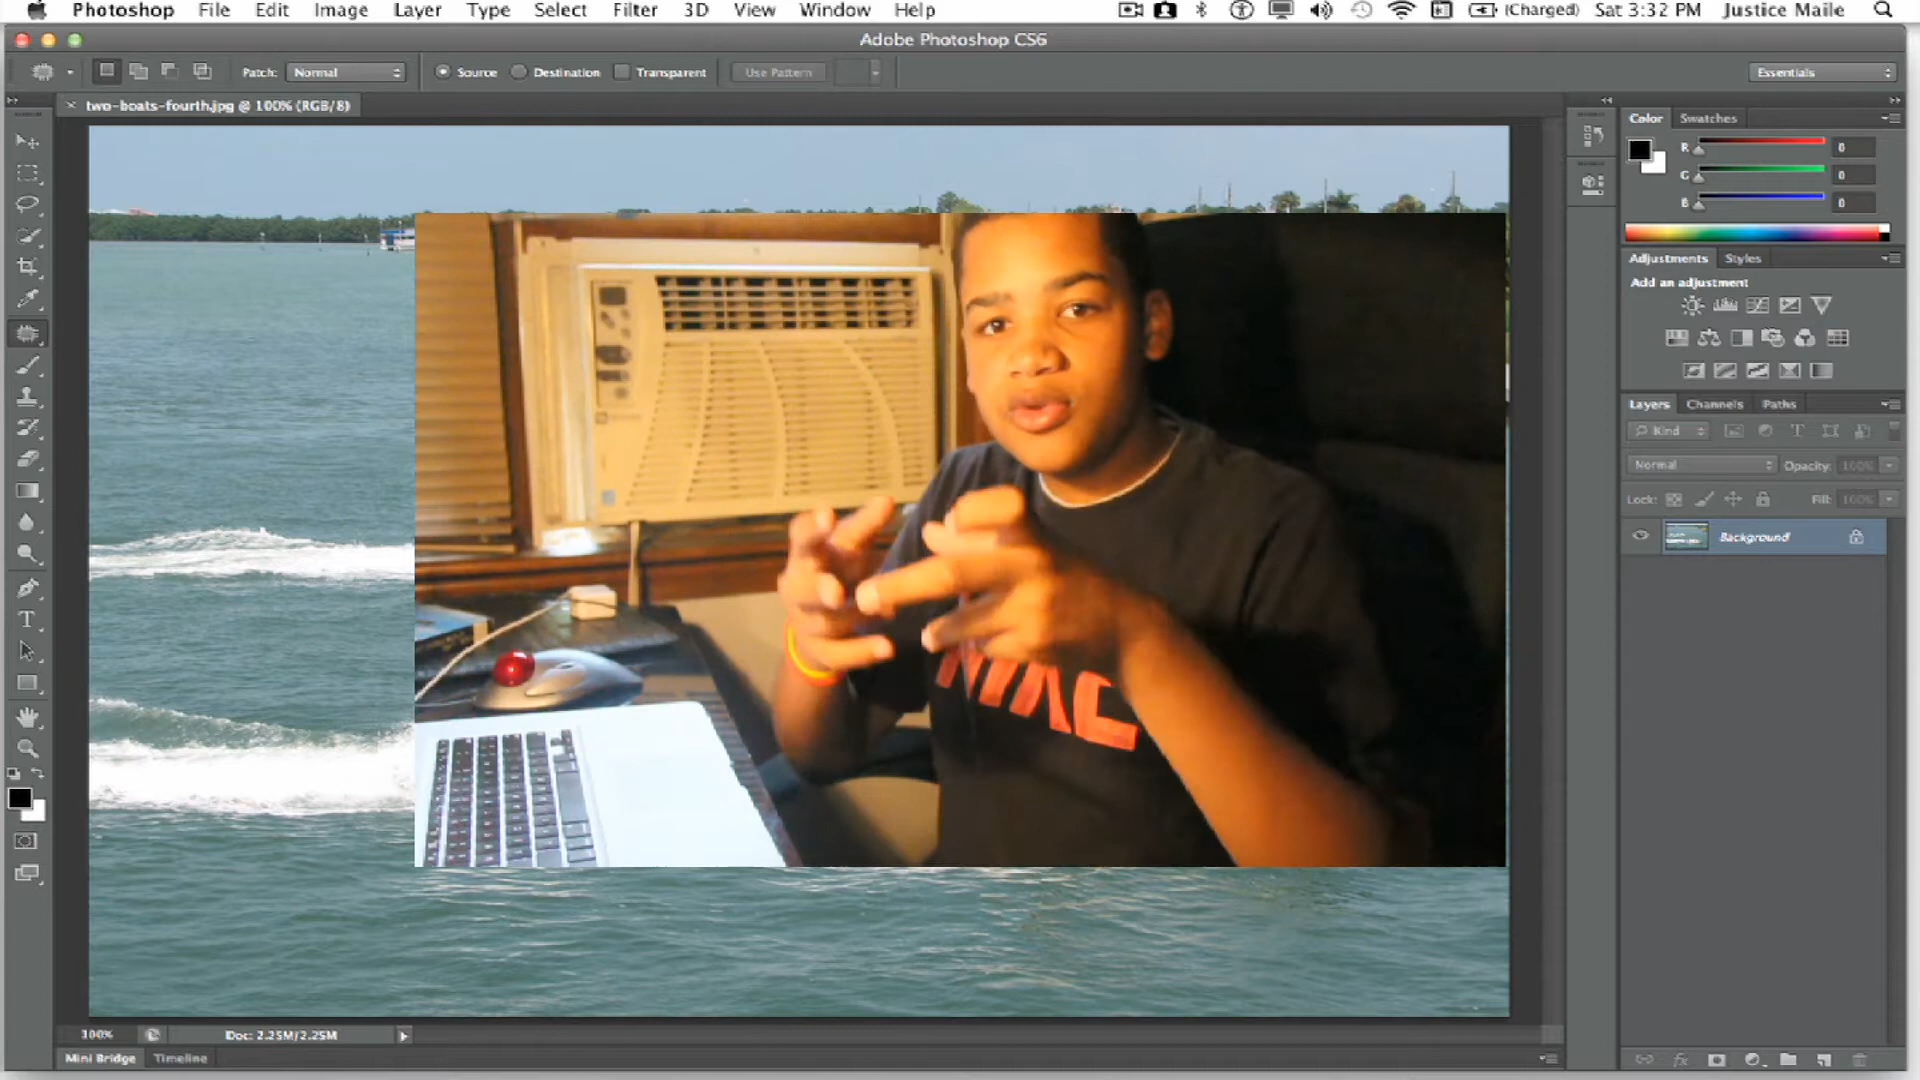 Photoshop File Edit Image Layer Type Select Filter 3D View Window Help (Charged) Sat 3:32 PM Justice Maile
Adobe Photoshop CS6
Patch: Normal Source Destination Transparent Use Pattern Essentials
two-boats-fourth.jpg @ 100% (RGB/8)
Color Swatches
R 0
G 0
B 0
Adjustments Styles
Add an adjustment
Layers Channels Paths
Kind
Normal Opacity: 100%
Lock: Fill: 100%
Background
100% Doc: 2.25M/2.25M
Mini Bridge Timeline